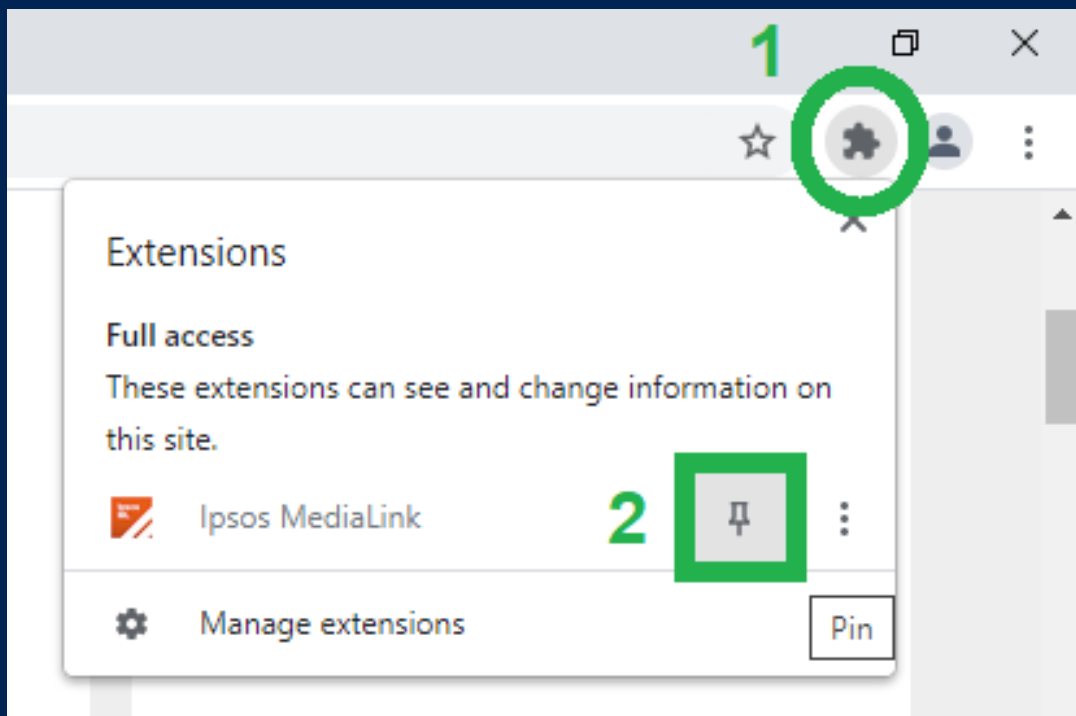 1
Extensions
Full access
These extensions can see and change information on
this site.
Ipsos MediaLink
2
Manage extensions
Pin